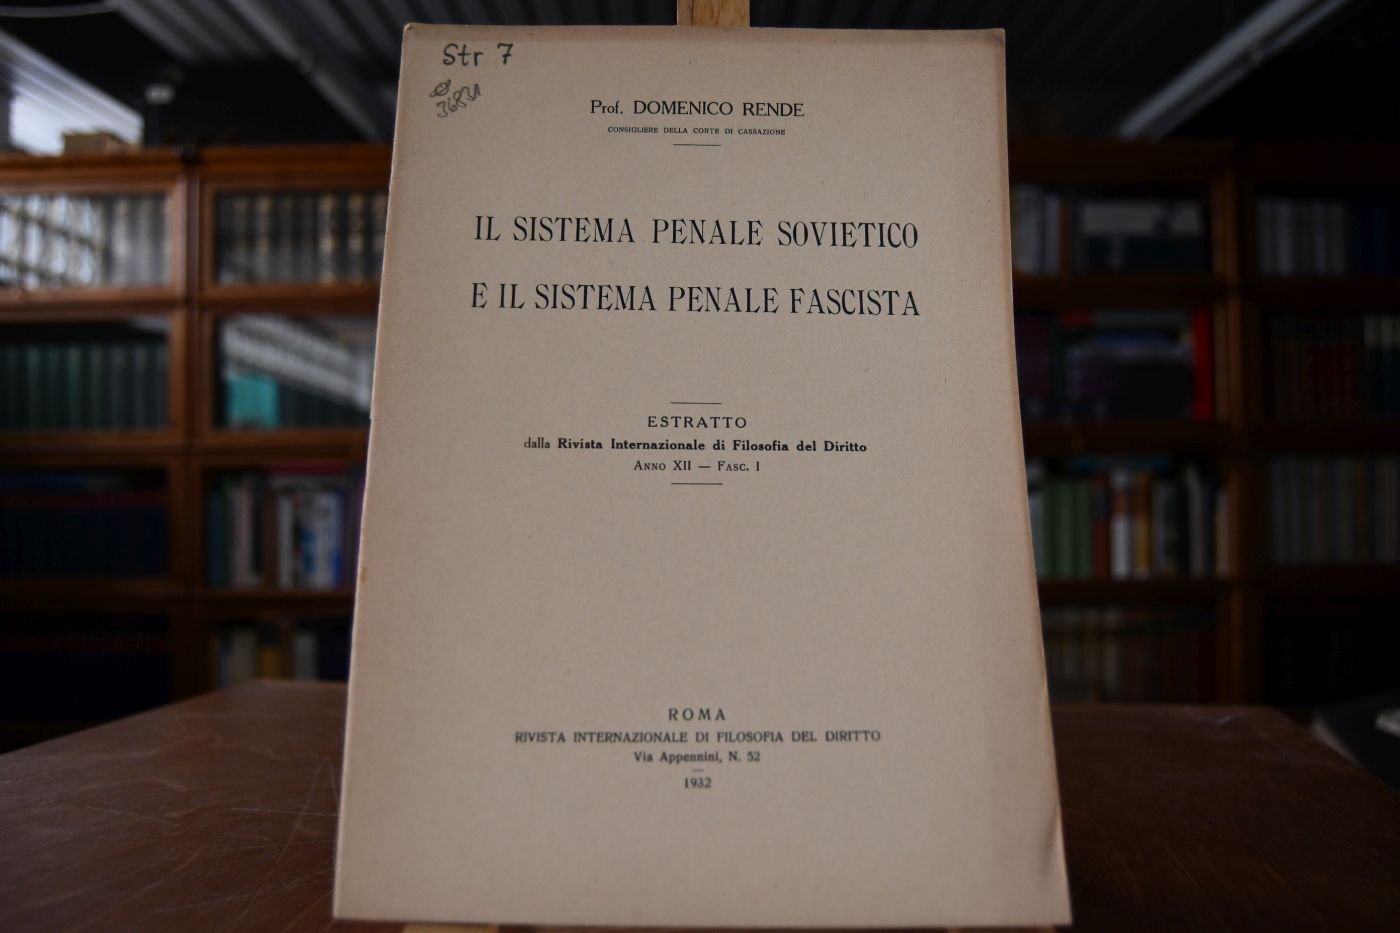 Str 7
36831
Prof. DOMENICO RENDE
CONSIGLIERE DELLA CORTE DI CASSAZIONE
IL SISTEMA PENALE SOVIETICO
E IL SISTEMA PENALE FASCISTA
ESTRATTO
dalla Rivista Internazionale di Filosofia del Diritto
ANNO XII — FASC. I
ROMA
RIVISTA INTERNAZIONALE DI FILOSOFIA DEL DIRITTO
Via Appennini, N. 52
1932